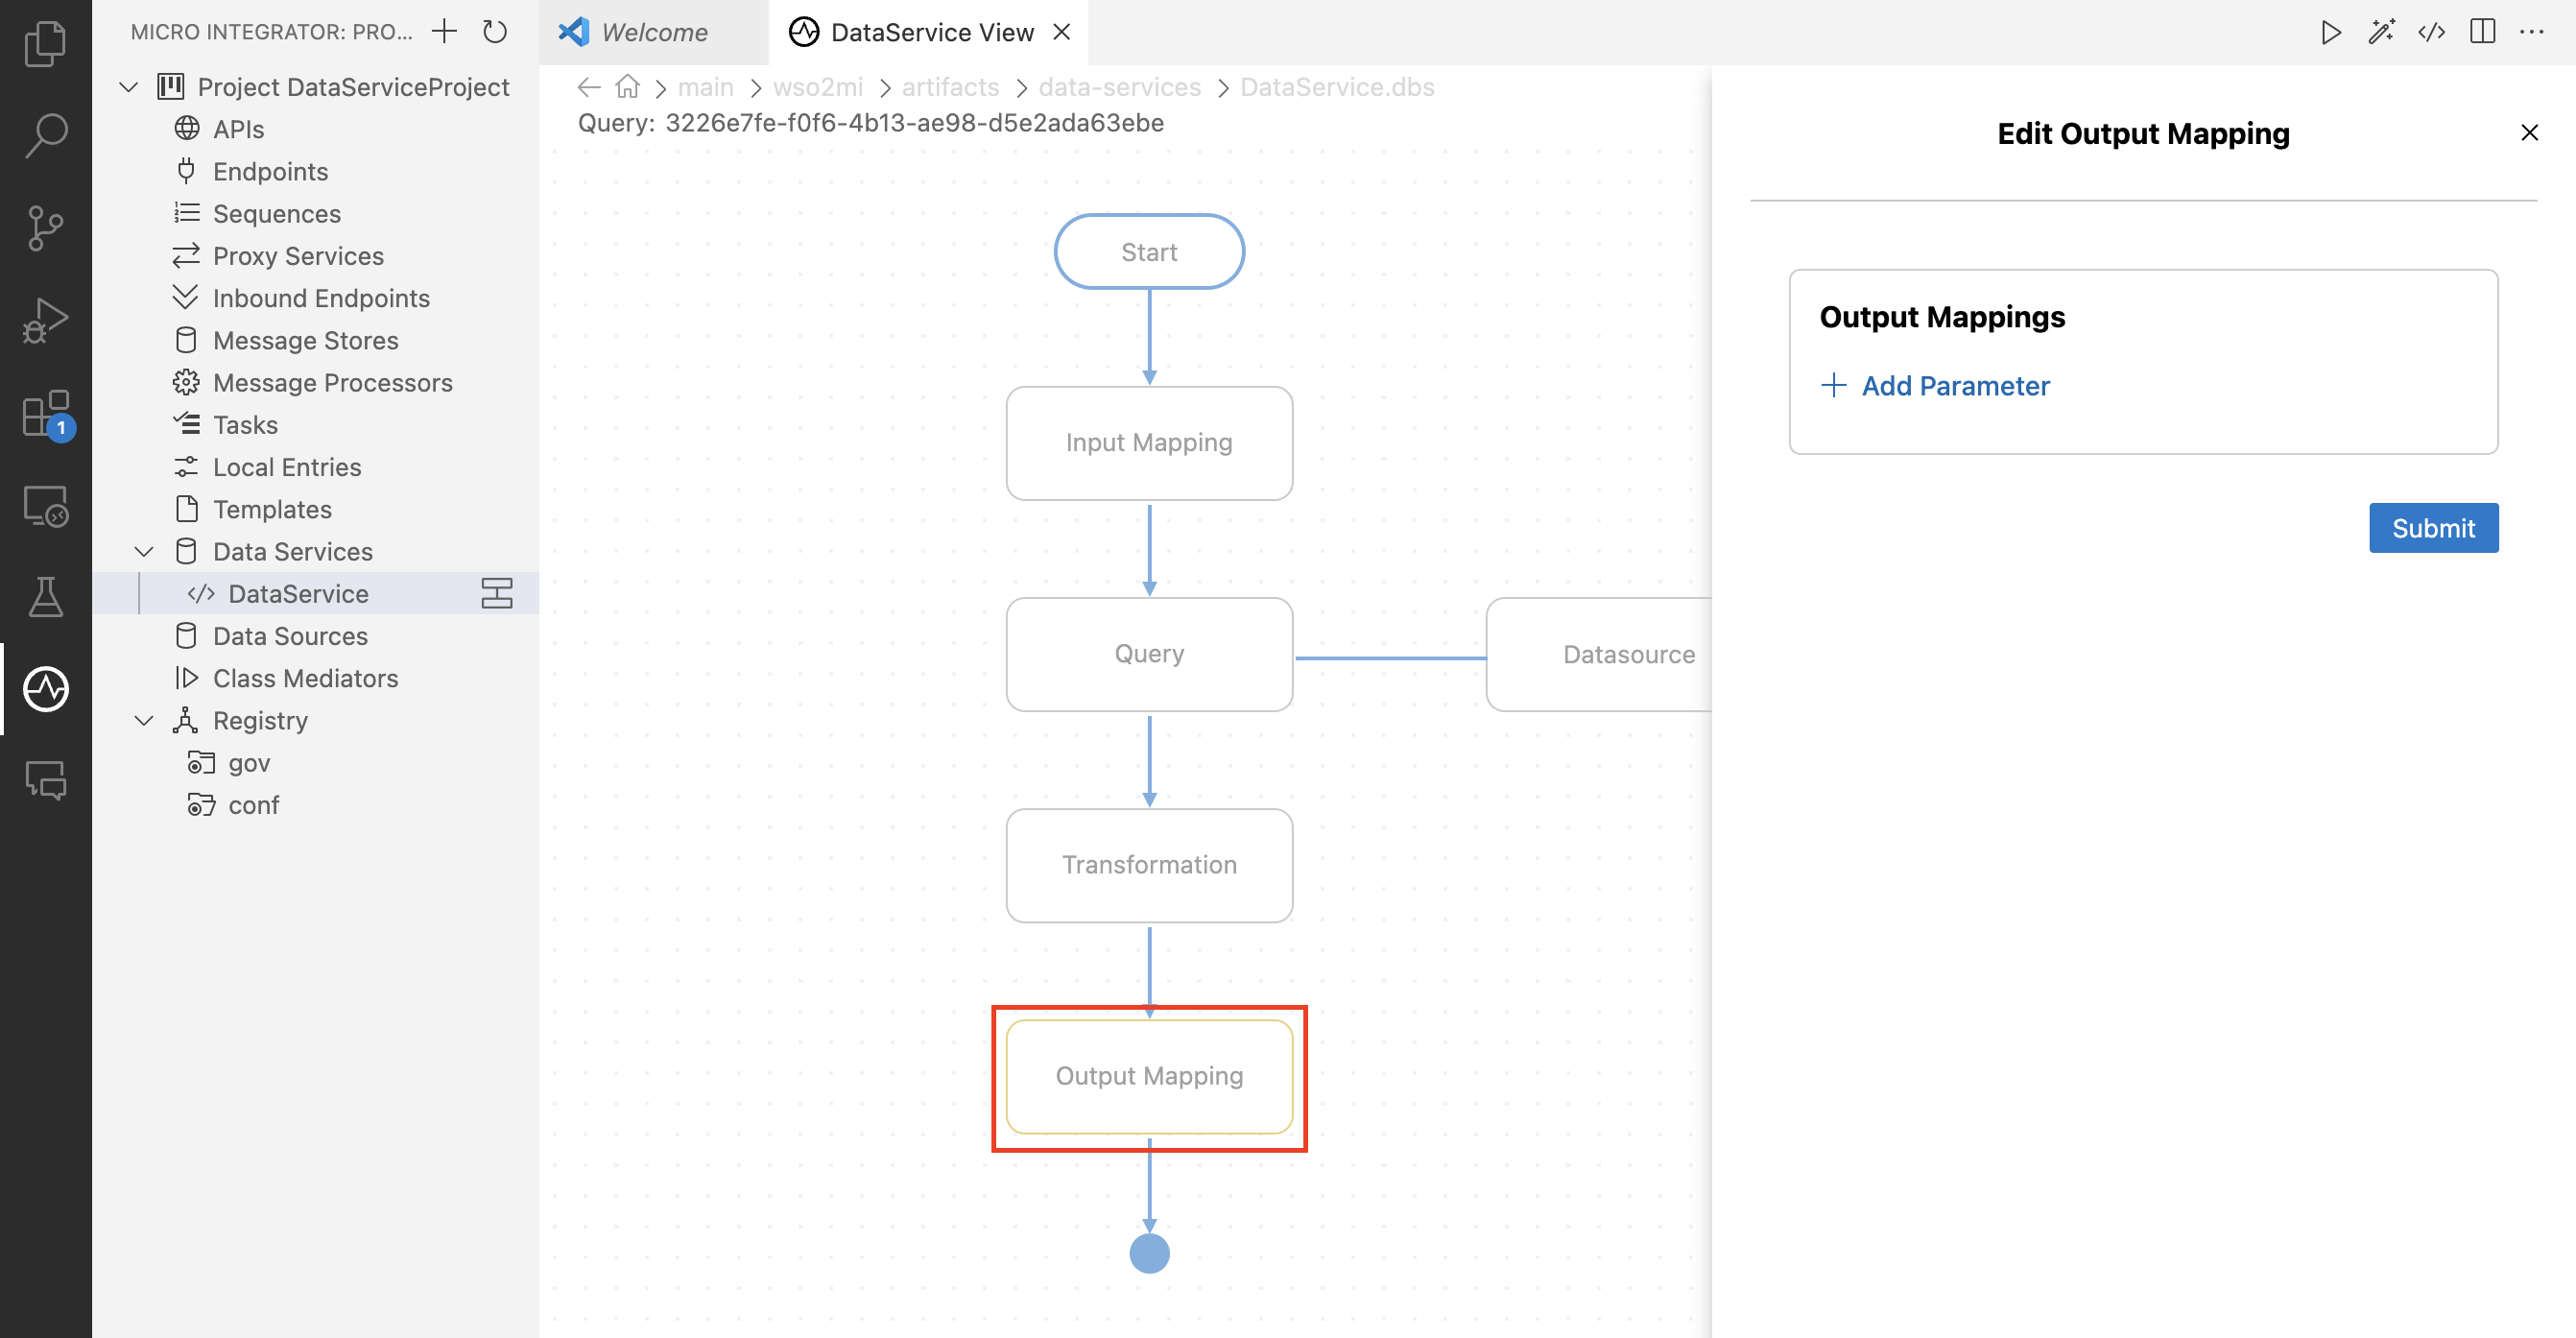 MICRO INTEGRATOR: PRO...
Project DataServiceProject
APIs
Endpoints
Sequences
Proxy Services
Inbound Endpoints
Message Stores
Message Processors
Tasks
Local Entries
Templates
Data Services
DataService
Data Sources
Class Mediators
Registry
gov
conf
1
Welcome
DataService View
main > wso2mi > artifacts > data-services > DataService.dbs
Query: 3226e7fe-f0f6-4b13-ae98-d5e2ada63ebe
Start
Input Mapping
Query
Datasource
Transformation
Output Mapping
Edit Output Mapping
Output Mappings
Add Parameter
Submit